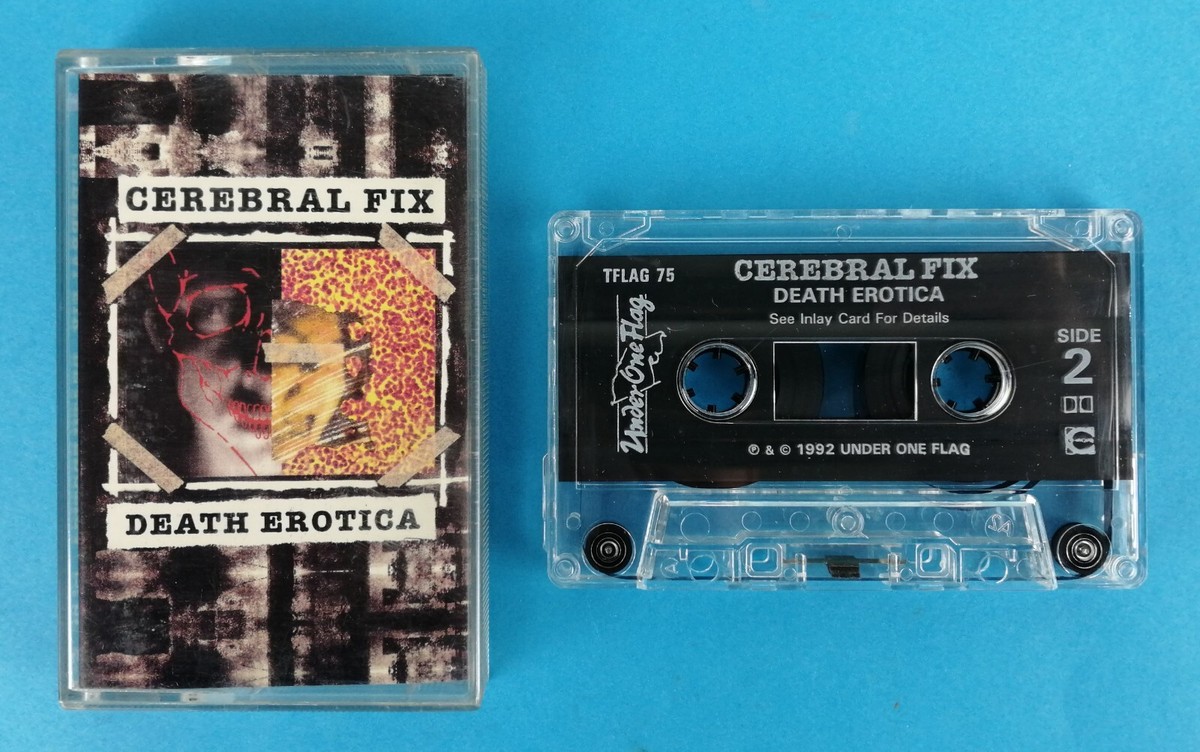 CEREBRAL FIX
DEATH EROTICA
TFLAG 75
CEREBRAL FIX
DEATH EROTICA
See Inlay Card For Details
Under One Flag
SIDE
2
℗ & © 1992 UNDER ONE FLAG